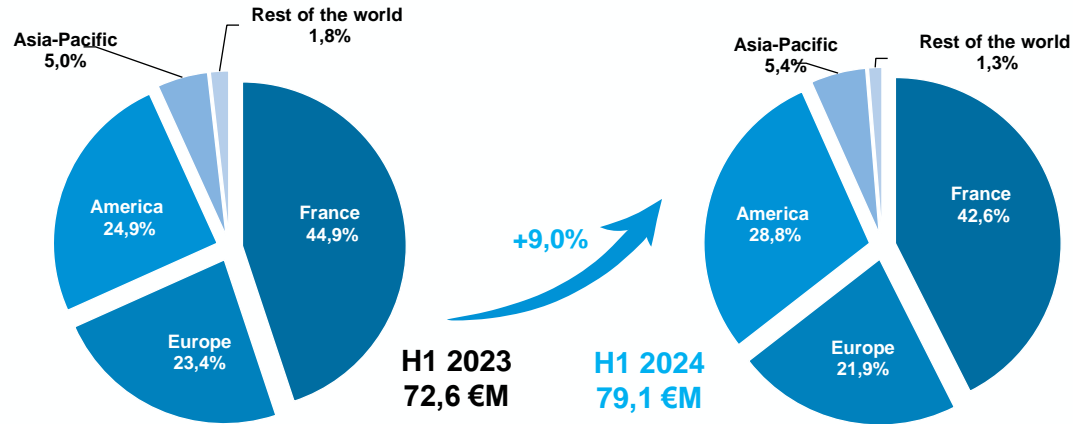 Rest of the world
1,8%
Asia-Pacific
5,0%
America
24,9%
France
44,9%
Europe
23,4%
+9,0%
H1 2023
72,6 €M
H1 2024
79,1 €M
Asia-Pacific
5,4%
Rest of the world
1,3%
America
28,8%
France
42,6%
Europe
21,9%